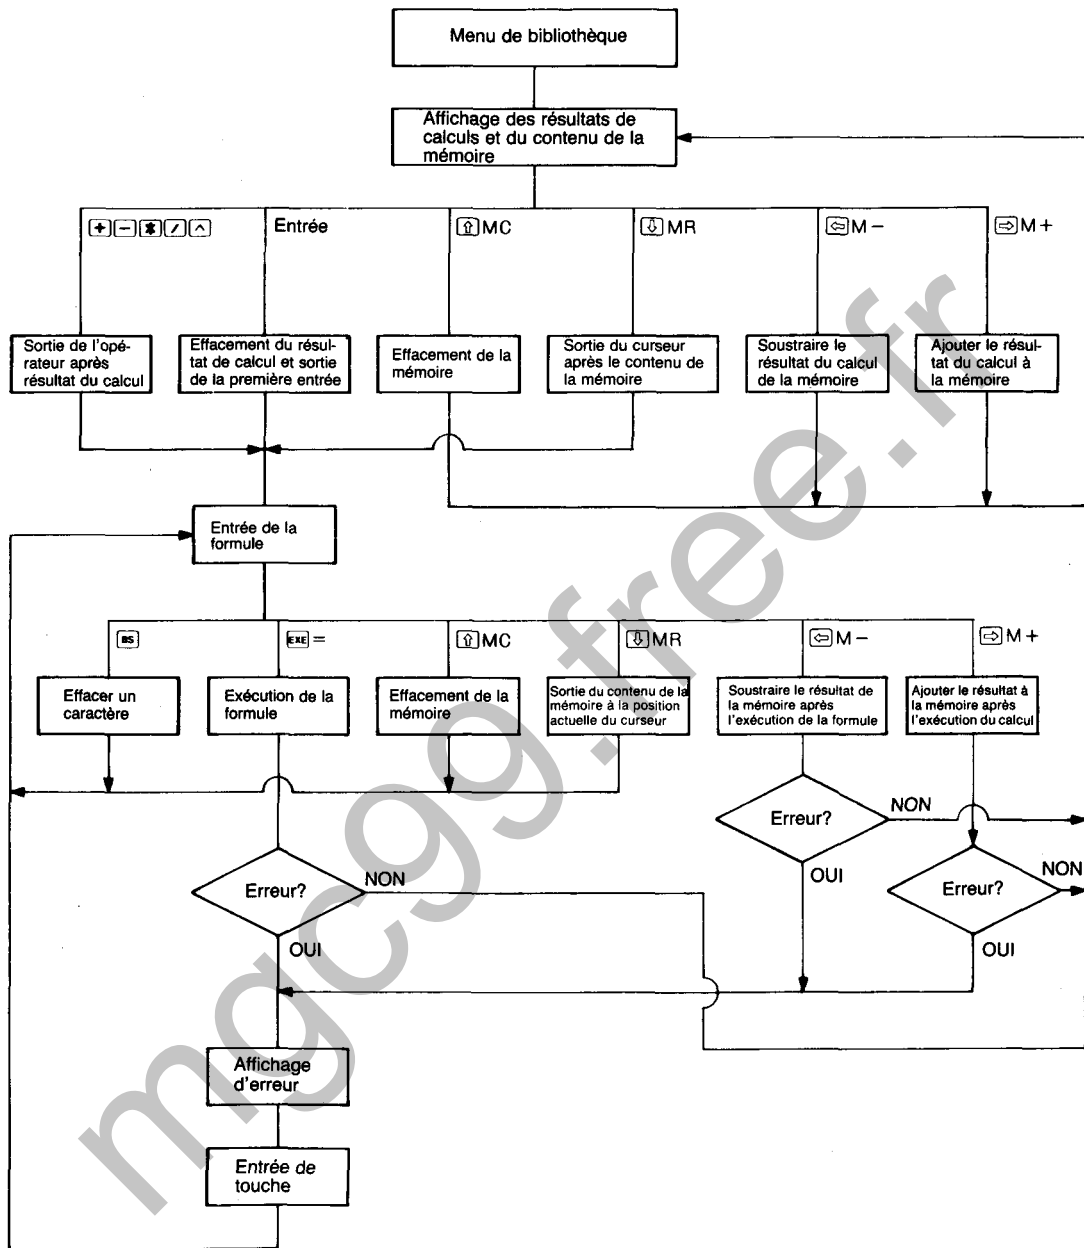 Menu de bibliothèque
Affichage des résultats de
calculs et du contenu de la
mémoire
+ - * / ^
Entrée
⇧ MC
⇩ MR
⇦ M −
⇨ M +
Sortie de l'opé-
rateur après
résultat du calcul
Effacement du résul-
tat de calcul et sortie
de la première entrée
Effacement de la
mémoire
Sortie du curseur
après le contenu de
la mémoire
Soustraire le
résultat du calcul
de la mémoire
Ajouter le résul-
tat du calcul à
la mémoire
Entrée de la
formule
BS
EXE =
⇧ MC
⇩ MR
⇦ M −
⇨ M +
Effacer un
caractère
Exécution de la
formule
Effacement de la
mémoire
Sortie du contenu de la
mémoire à la position
actuelle du curseur
Soustraire le résultat de
la mémoire après
l'exécution de la formule
Ajouter le résultat à
la mémoire après
l'exécution du calcul
Erreur?
NON
OUI
Erreur?
NON
OUI
Erreur?
NON
OUI
Affichage
d'erreur
Entrée de
touche
mgc99.free.fr